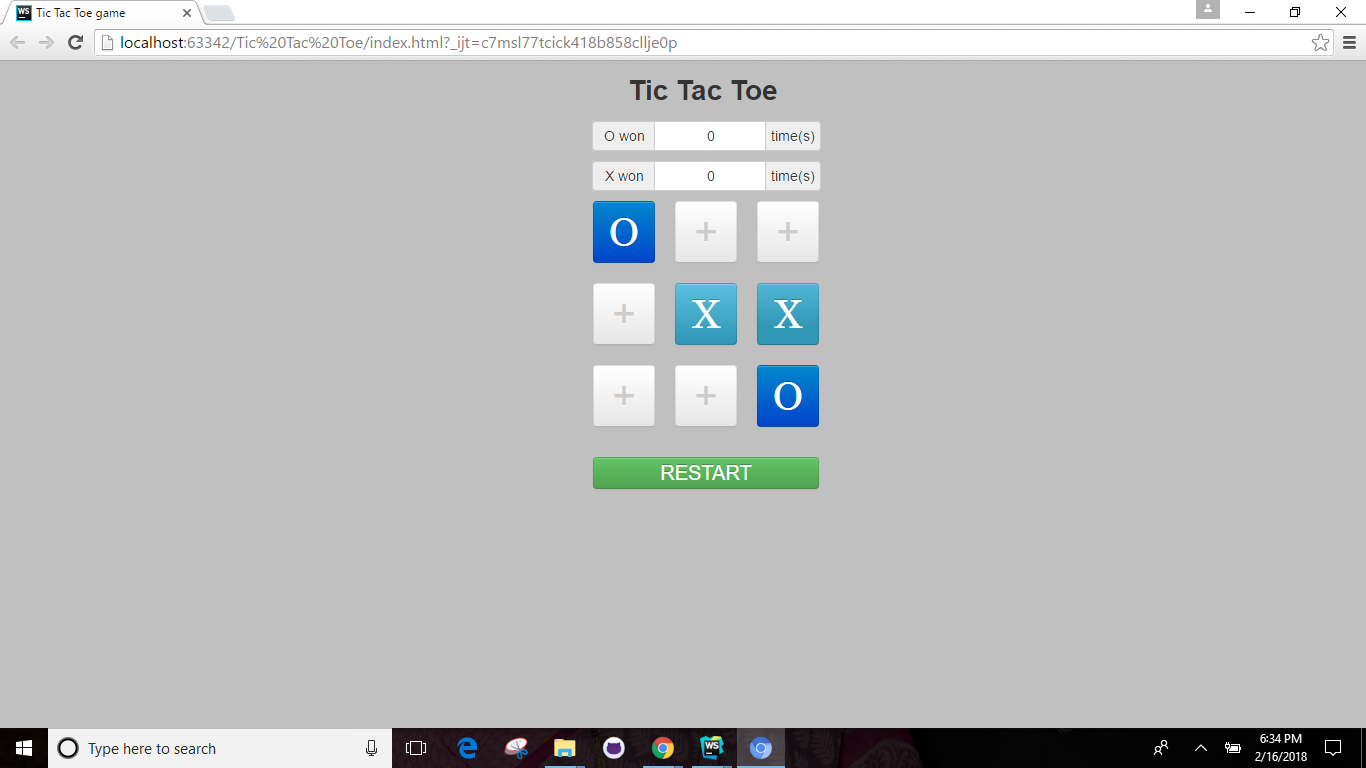 WS Tic Tac Toe game
localhost:63342/Tic%20Tac%20Toe/index.html?_ijt=c7msl77tcick418b858cllje0p
Tic Tac Toe
O won 0 time(s)
X won 0 time(s)
O + +
+ X X
+ + O
RESTART
Type here to search
WS
6:34 PM
2/16/2018